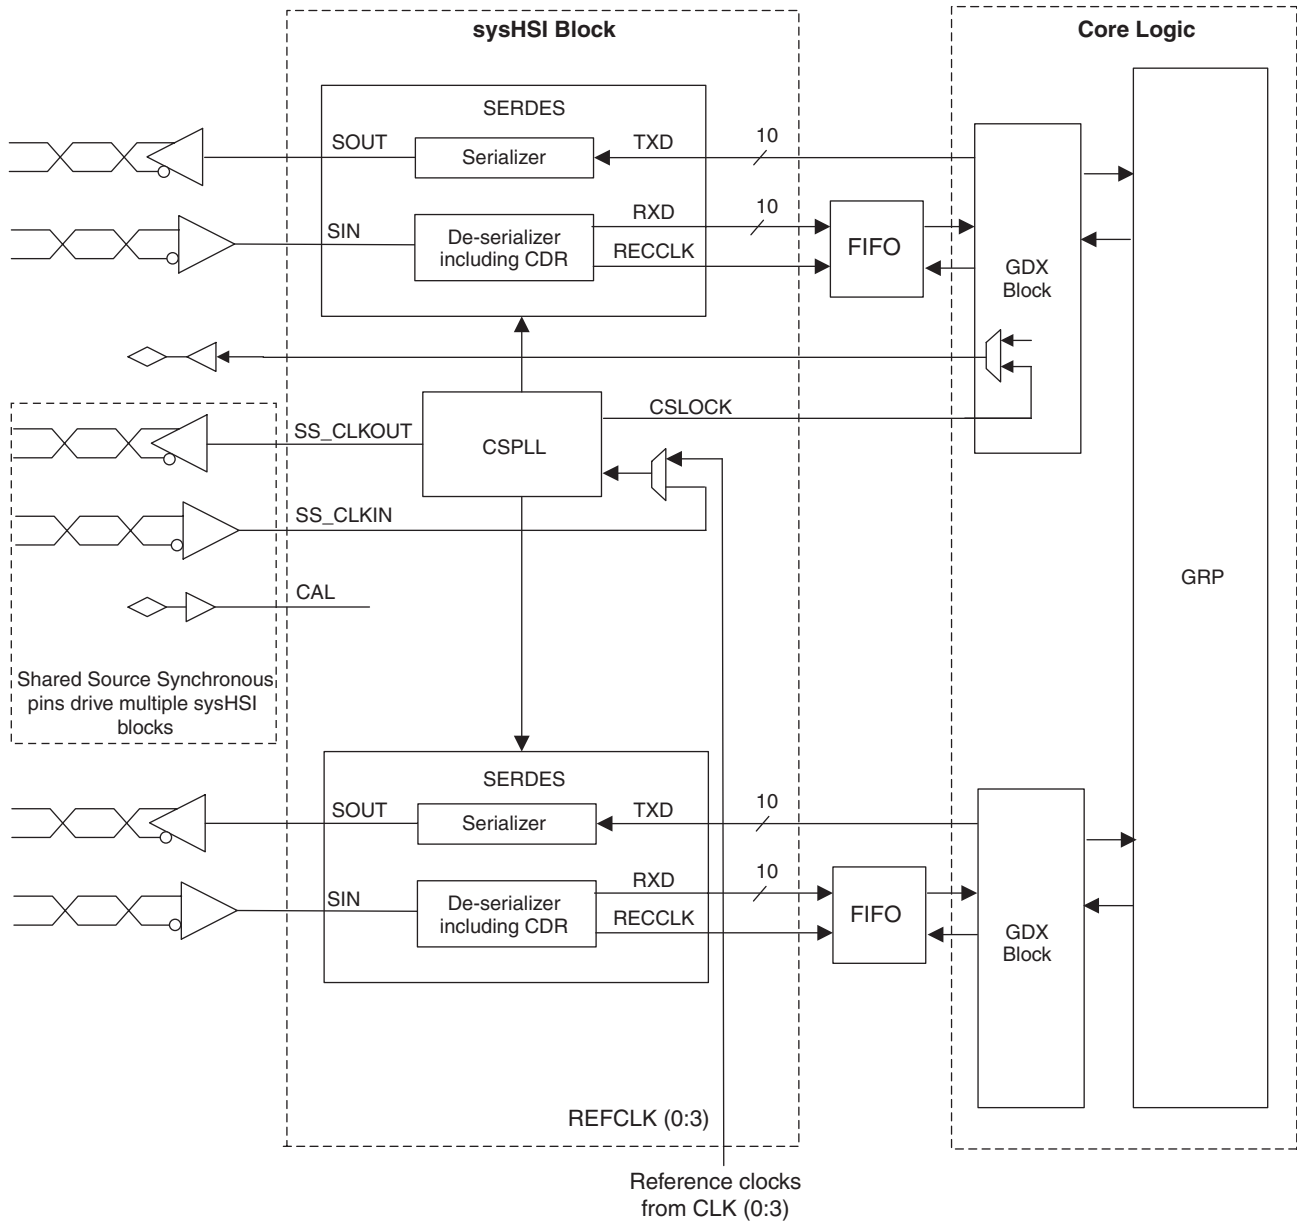 sysHSI Block
Core Logic
SERDES
SOUT
Serializer
TXD
10
SIN
De-serializer
including CDR
RXD
10
RECCLK
FIFO
GDX
Block
CSLOCK
SS_CLKOUT
CSPLL
SS_CLKIN
CAL
GRP
Shared Source Synchronous
pins drive multiple sysHSI
blocks
SERDES
SOUT
Serializer
TXD
10
SIN
De-serializer
including CDR
RXD
10
RECCLK
FIFO
GDX
Block
REFCLK (0:3)
Reference clocks
from CLK (0:3)